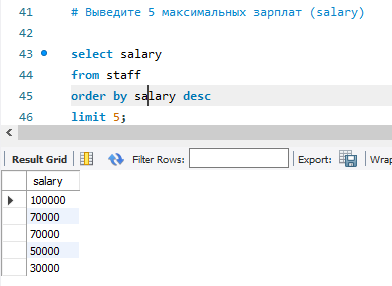 41 # Выведите 5 максимальных зарплат (salary)
42
43 select salary
44 from staff
45 order by salary desc
46 limit 5;
Result Grid Filter Rows: Export: Wrap
salary
100000
70000
70000
50000
30000